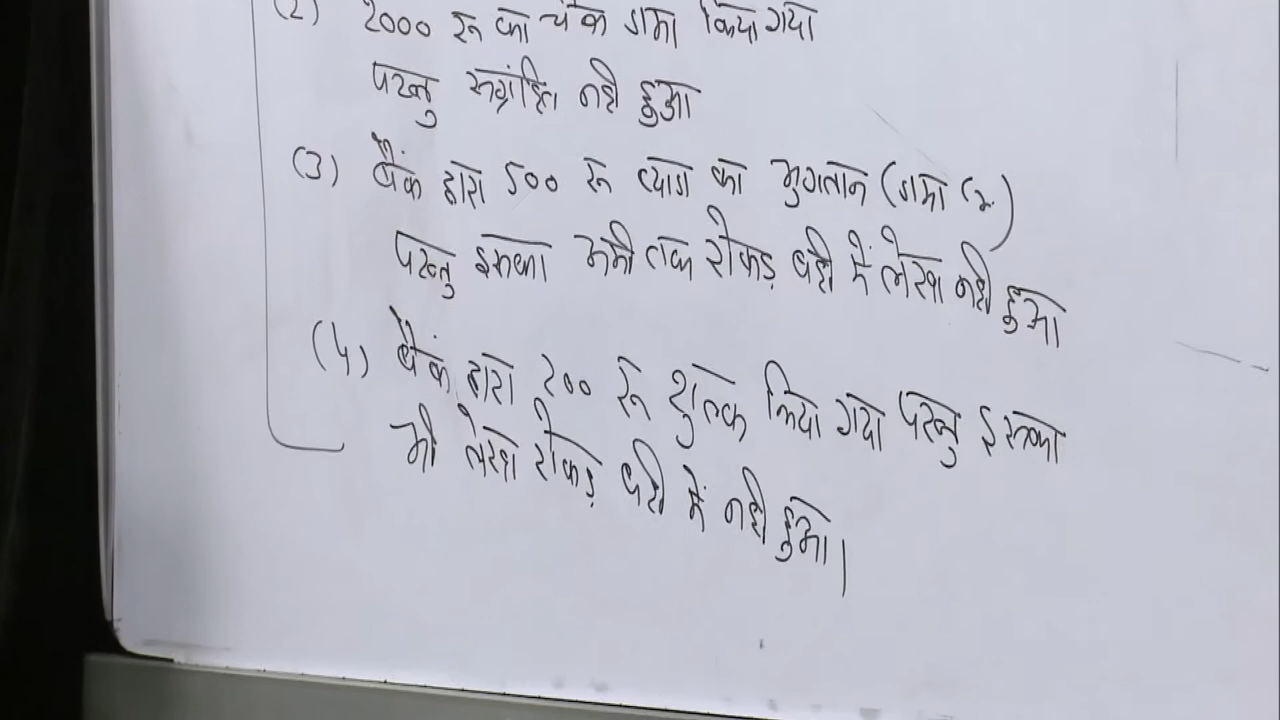 (2) 2000 रू का चैक जमा किया गया
परन्तु संग्रहित नही हुआ
(3) बैंक द्वारा 500 रू ब्याज का भुगतान (जमा Cr.)
परन्तु इसका अभी तक रोकड़ बही में लेखा नही हुआ
(4) बैंक द्वारा 200 रू शुल्क लिया गया परन्तु इसका
भी लेखा रोकड़ बही में नही हुआ।